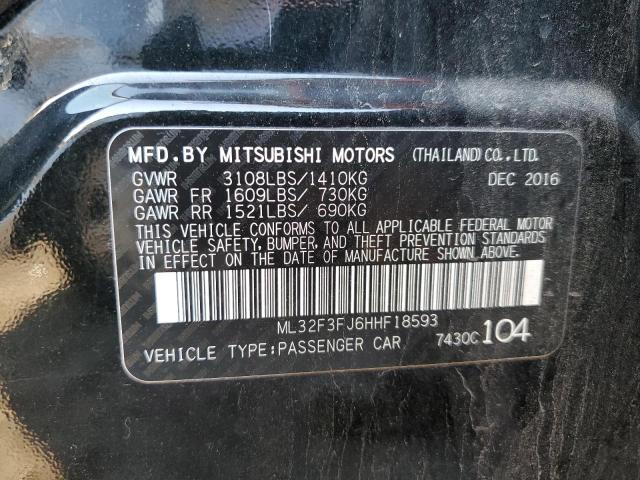 MFD.BY MITSUBISHI MOTORS (THAILAND)CO.,LTD.
GVWR 3108LBS/1410KG DEC 2016
GAWR FR 1609LBS/ 730KG
GAWR RR 1521LBS/ 690KG
THIS VEHICLE CONFORMS TO ALL APPLICABLE FEDERAL MOTOR
VEHICLE SAFETY, BUMPER, AND THEFT PREVENTION STANDARDS
IN EFFECT ON THE DATE OF MANUFACTURE SHOWN ABOVE.
ML32F3FJ6HHF18593
VEHICLE TYPE:PASSENGER CAR 7430C 104